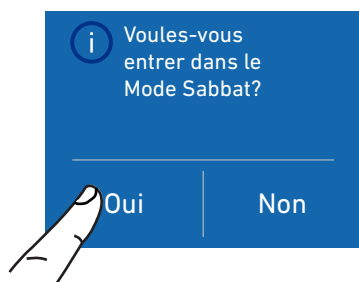 i
Voules-vous
entrer dans le
Mode Sabbat?
Oui Non